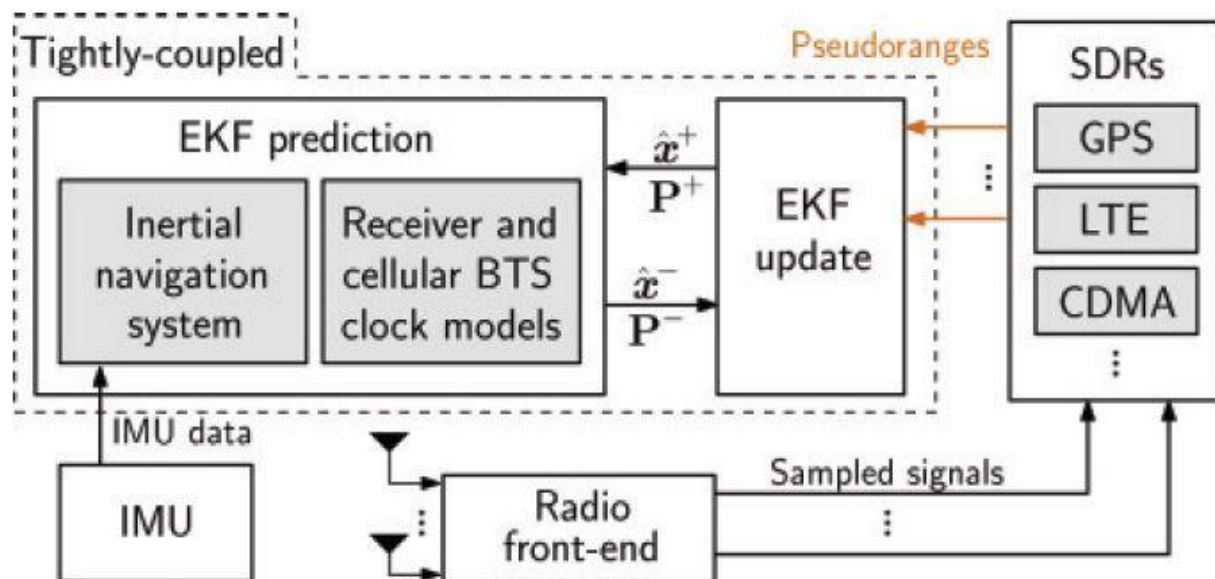 Tightly-coupled
Pseudoranges
SDRs
EKF prediction
GPS
x̂⁺
P⁺
⋮
Inertial
navigation
system
Receiver and
cellular BTS
clock models
EKF
update
LTE
x̂⁻
P⁻
CDMA
⋮
IMU data
Sampled signals
IMU
⋮
Radio
front-end
⋮